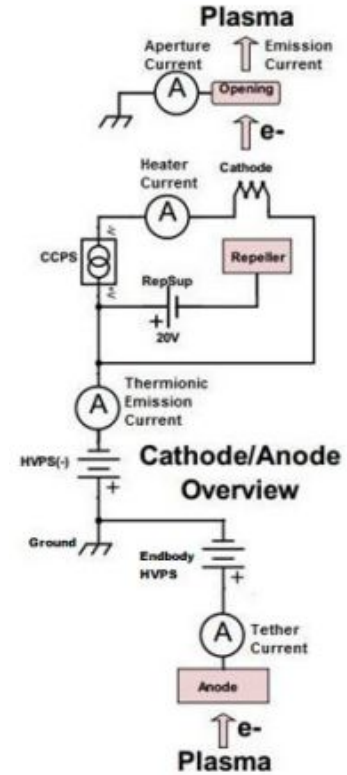 Plasma
Aperture
Current
Emission
Current
A
Opening
e-
Heater
Current
Cathode
A
CCPS
Repeller
RepSup
+
20V
Thermionic
Emission
Current
A
HVPS(-)
+
Cathode/Anode
Overview
Ground
Endbody
HVPS
+
A
Tether
Current
Anode
e-
Plasma